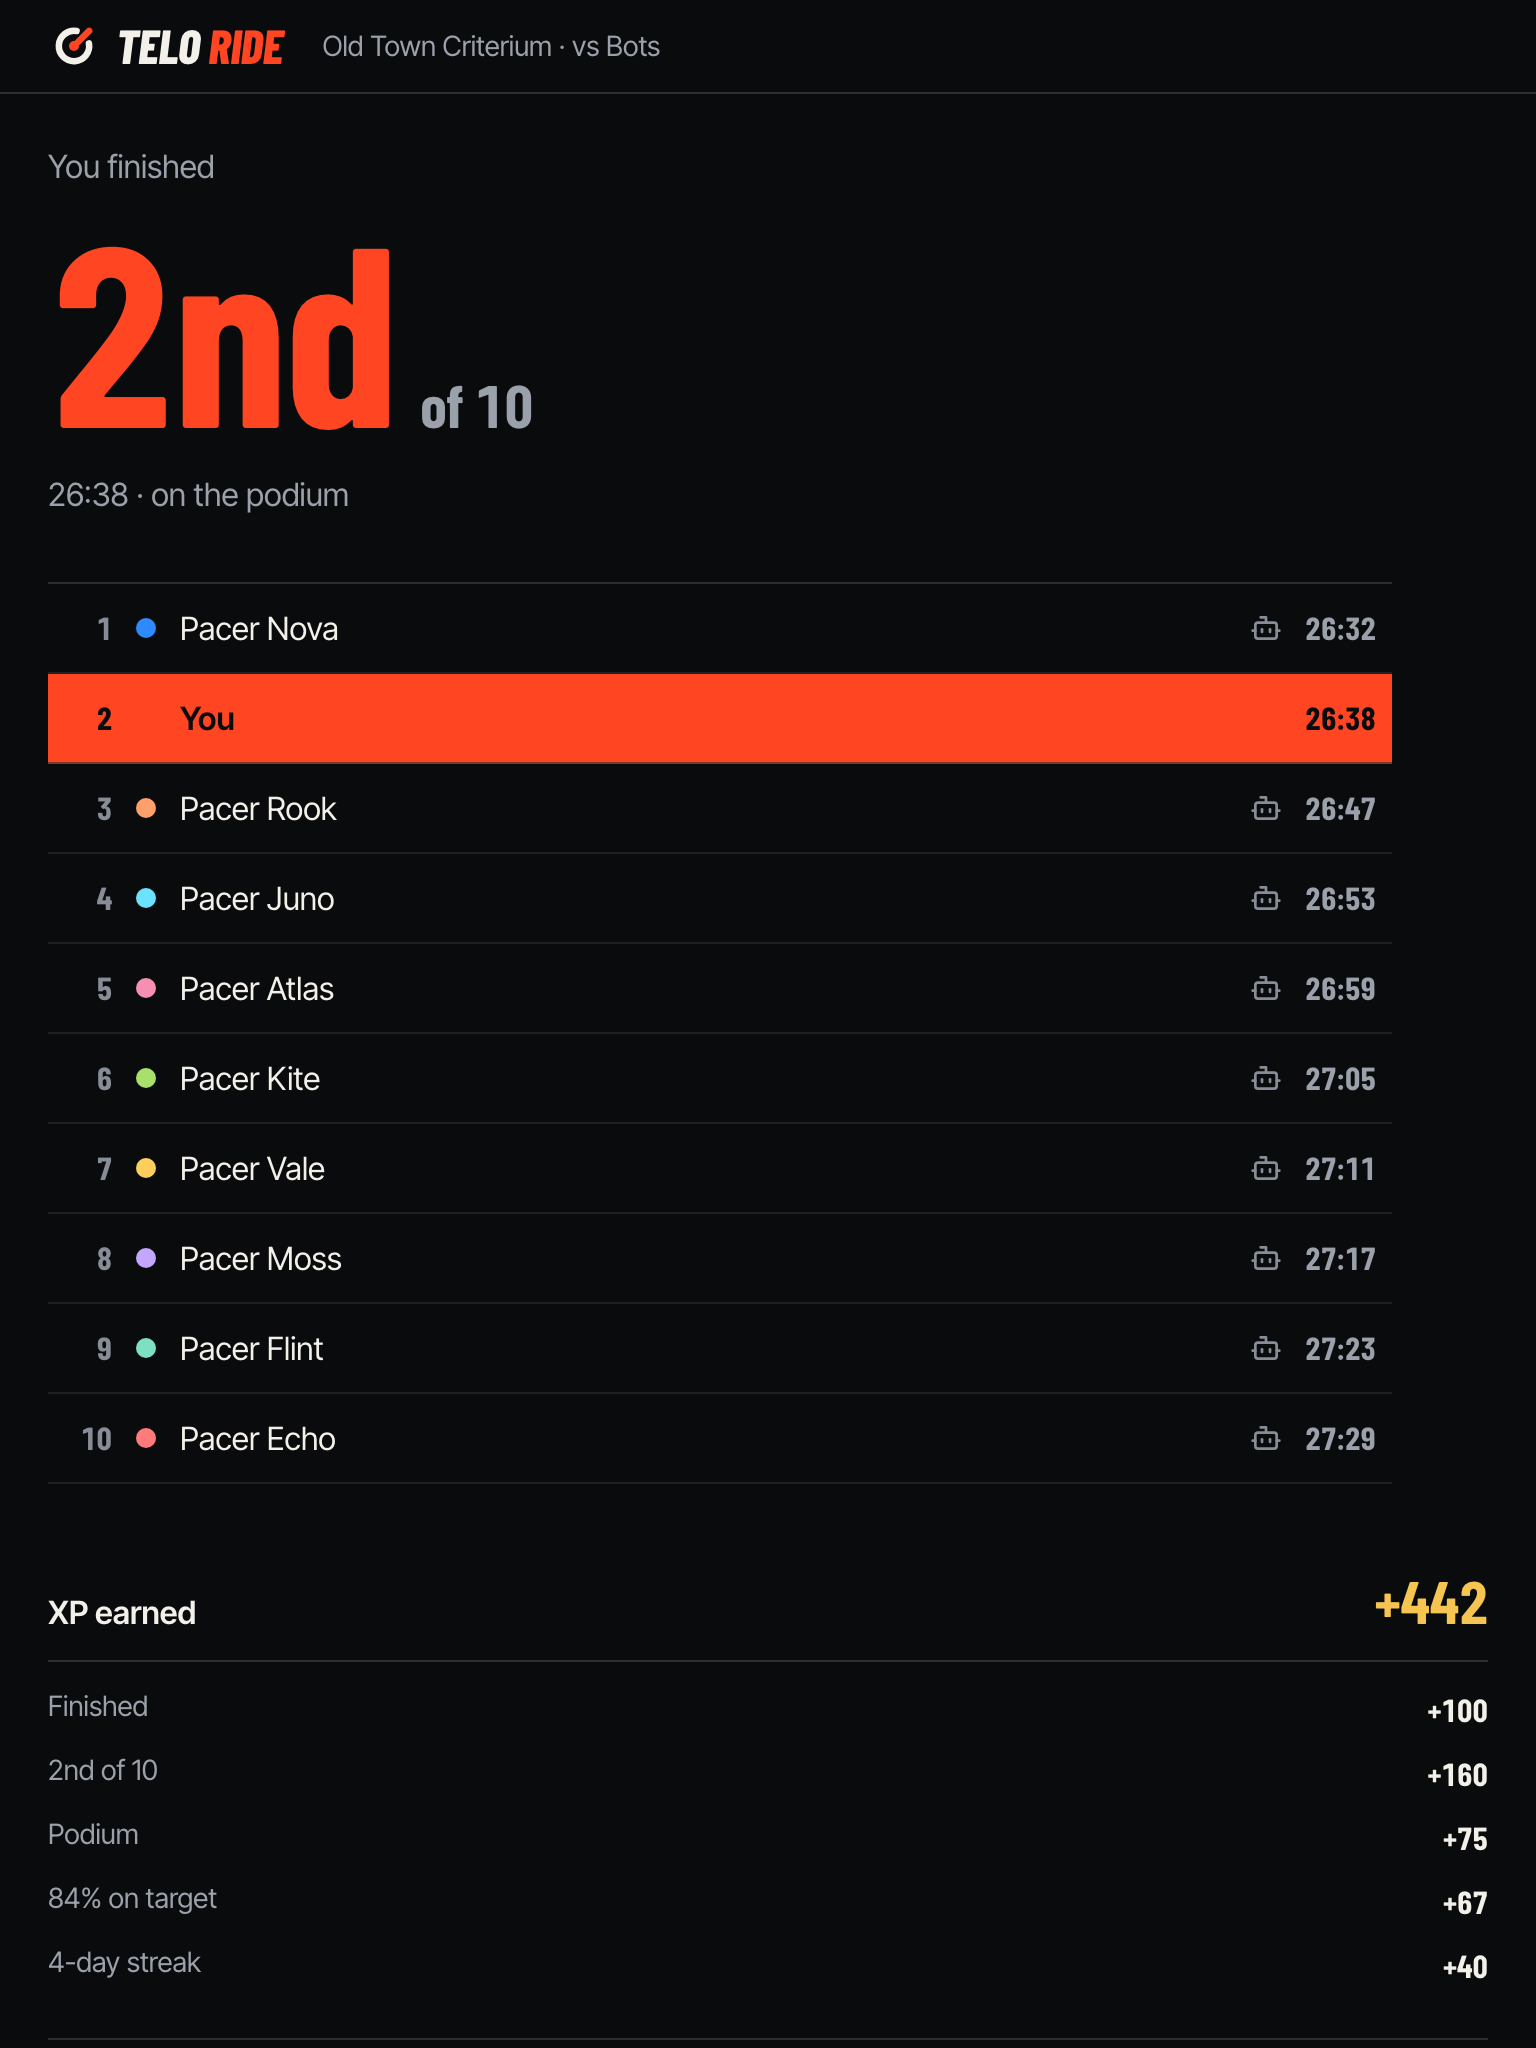 TELO RIDE Old Town Criterium · vs Bots
You finished
2nd of 10
26:38 · on the podium
1 Pacer Nova 26:32
2 You 26:38
3 Pacer Rook 26:47
4 Pacer Juno 26:53
5 Pacer Atlas 26:59
6 Pacer Kite 27:05
7 Pacer Vale 27:11
8 Pacer Moss 27:17
9 Pacer Flint 27:23
10 Pacer Echo 27:29
XP earned +442
Finished +100
2nd of 10 +160
Podium +75
84% on target +67
4-day streak +40